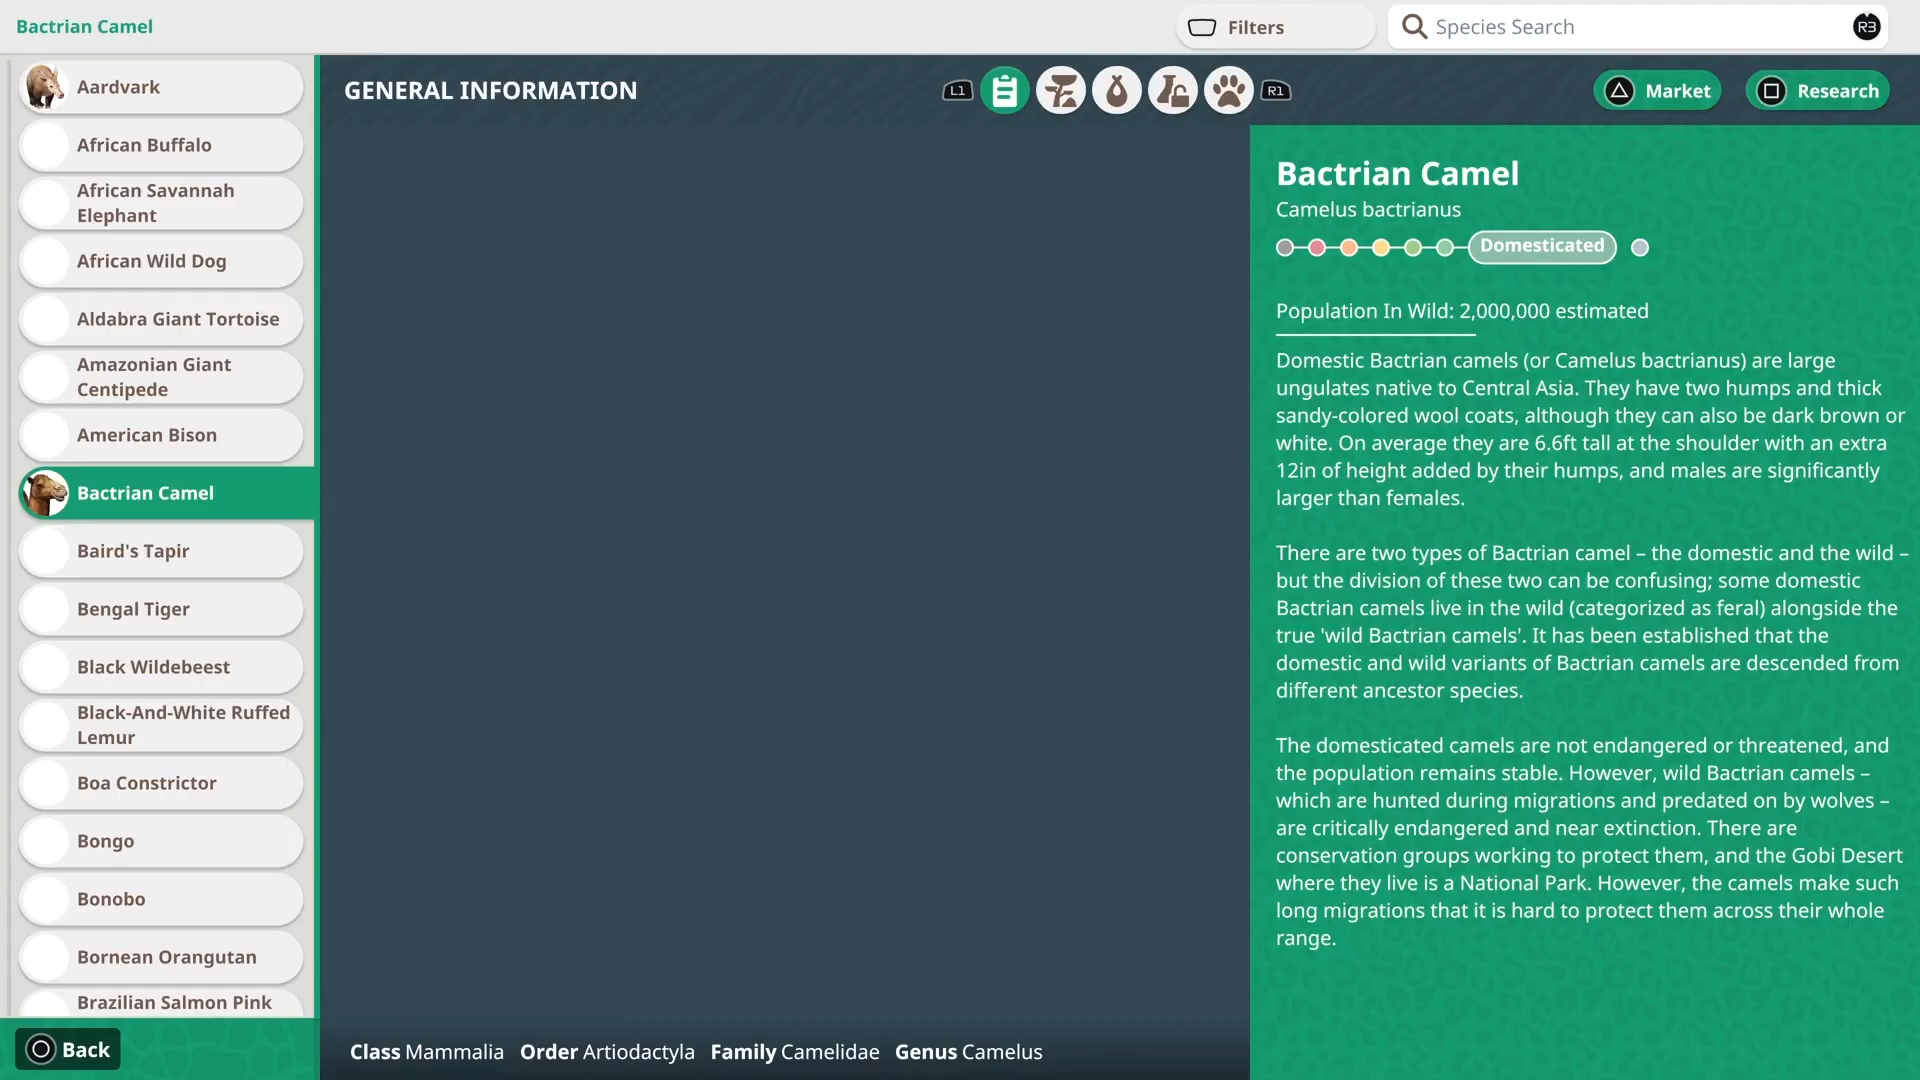 Bactrian Camel
Filters
Species Search
R3
Aardvark
African Buffalo
African Savannah
Elephant
African Wild Dog
Aldabra Giant Tortoise
Amazonian Giant
Centipede
American Bison
Bactrian Camel
Baird's Tapir
Bengal Tiger
Black Wildebeest
Black-And-White Ruffed
Lemur
Boa Constrictor
Bongo
Bonobo
Bornean Orangutan
Brazilian Salmon Pink
Back
GENERAL INFORMATION
L1
R1
Market
Research
Bactrian Camel
Camelus bactrianus
Domesticated
Population In Wild: 2,000,000 estimated
Domestic Bactrian camels (or Camelus bactrianus) are large
ungulates native to Central Asia. They have two humps and thick
sandy-colored wool coats, although they can also be dark brown or
white. On average they are 6.6ft tall at the shoulder with an extra
12in of height added by their humps, and males are significantly
larger than females.
There are two types of Bactrian camel – the domestic and the wild –
but the division of these two can be confusing; some domestic
Bactrian camels live in the wild (categorized as feral) alongside the
true 'wild Bactrian camels'. It has been established that the
domestic and wild variants of Bactrian camels are descended from
different ancestor species.
The domesticated camels are not endangered or threatened, and
the population remains stable. However, wild Bactrian camels –
which are hunted during migrations and predated on by wolves –
are critically endangered and near extinction. There are
conservation groups working to protect them, and the Gobi Desert
where they live is a National Park. However, the camels make such
long migrations that it is hard to protect them across their whole
range.
Class Mammalia Order Artiodactyla Family Camelidae Genus Camelus